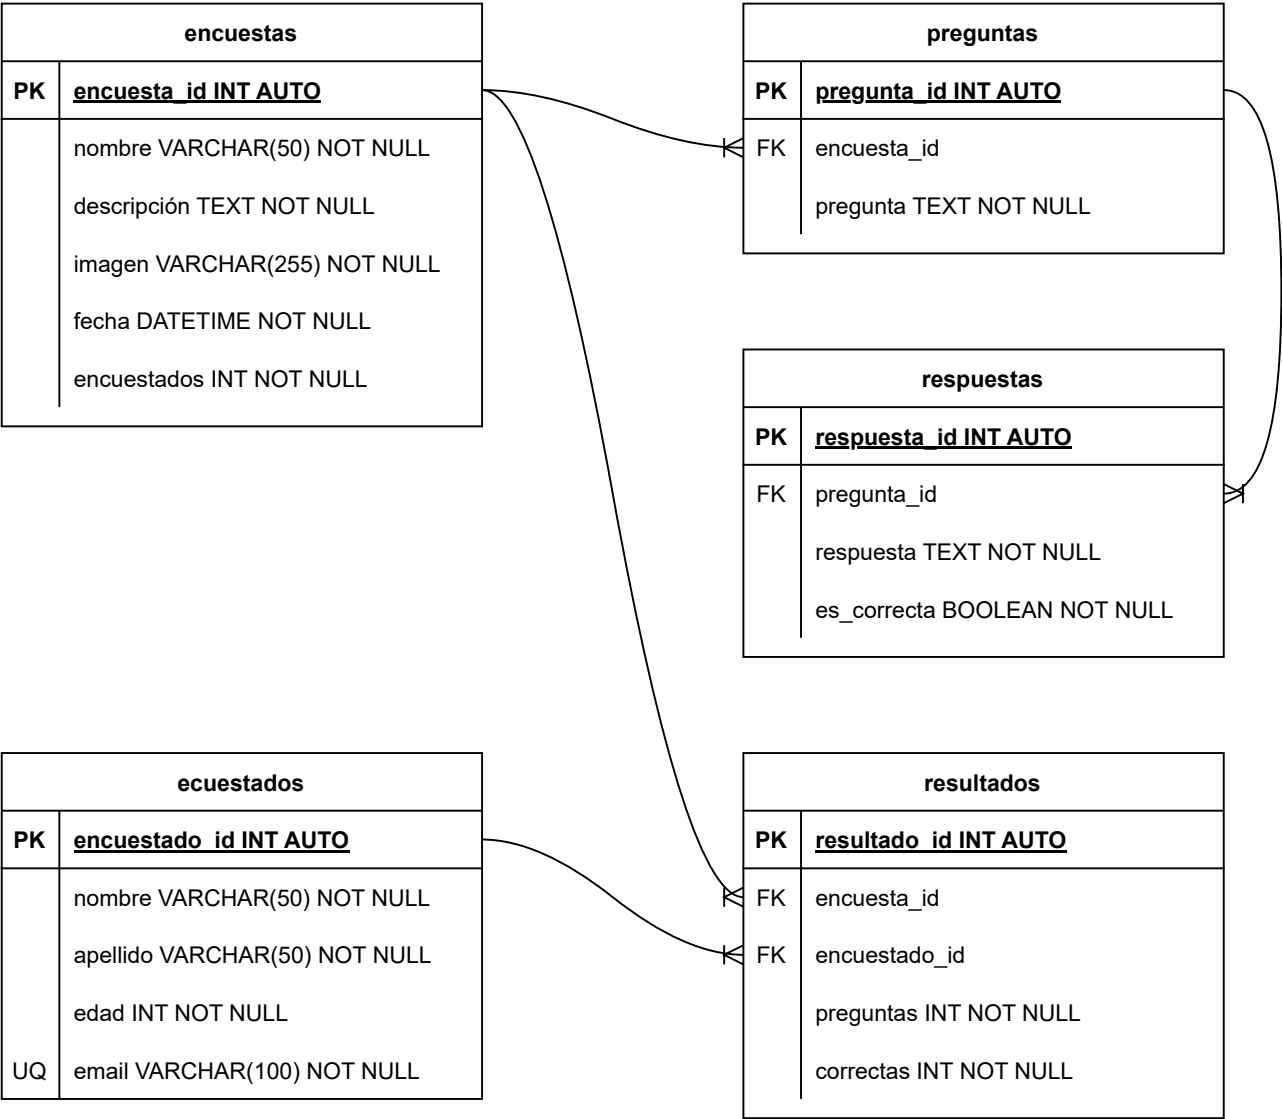 encuestas
PK encuesta_id INT AUTO
nombre VARCHAR(50) NOT NULL
descripción TEXT NOT NULL
imagen VARCHAR(255) NOT NULL
fecha DATETIME NOT NULL
encuestados INT NOT NULL
preguntas
PK pregunta_id INT AUTO
FK encuesta_id
pregunta TEXT NOT NULL
respuestas
PK respuesta_id INT AUTO
FK pregunta_id
respuesta TEXT NOT NULL
es_correcta BOOLEAN NOT NULL
ecuestados
PK encuestado_id INT AUTO
nombre VARCHAR(50) NOT NULL
apellido VARCHAR(50) NOT NULL
edad INT NOT NULL
UQ email VARCHAR(100) NOT NULL
resultados
PK resultado_id INT AUTO
FK encuesta_id
FK encuestado_id
preguntas INT NOT NULL
correctas INT NOT NULL